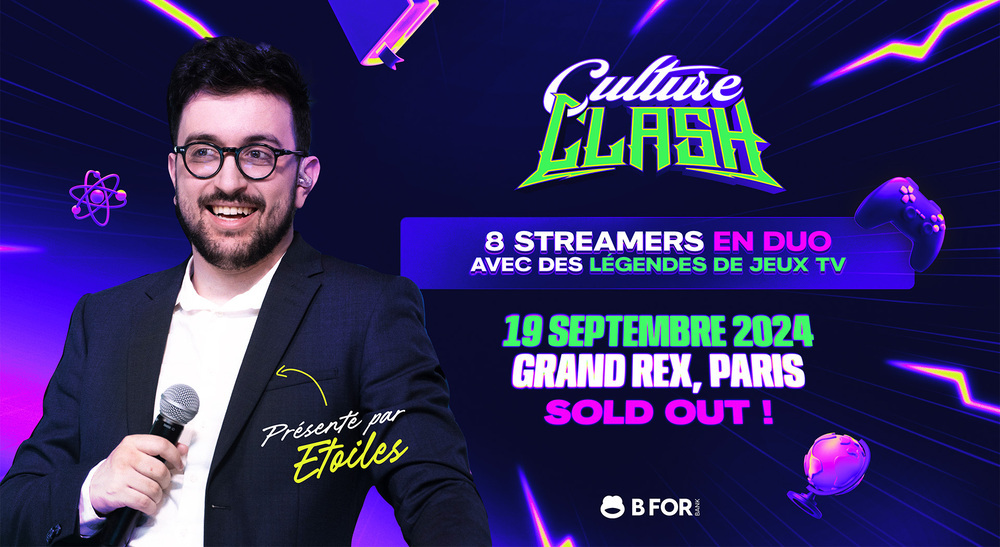 Culture
CLASH
8 STREAMERS EN DUO
AVEC DES LÉGENDES DE JEUX TV
19 SEPTEMBRE 2024
GRAND REX, PARIS
SOLD OUT !
Présenté par
Etoiles
B FOR BANK